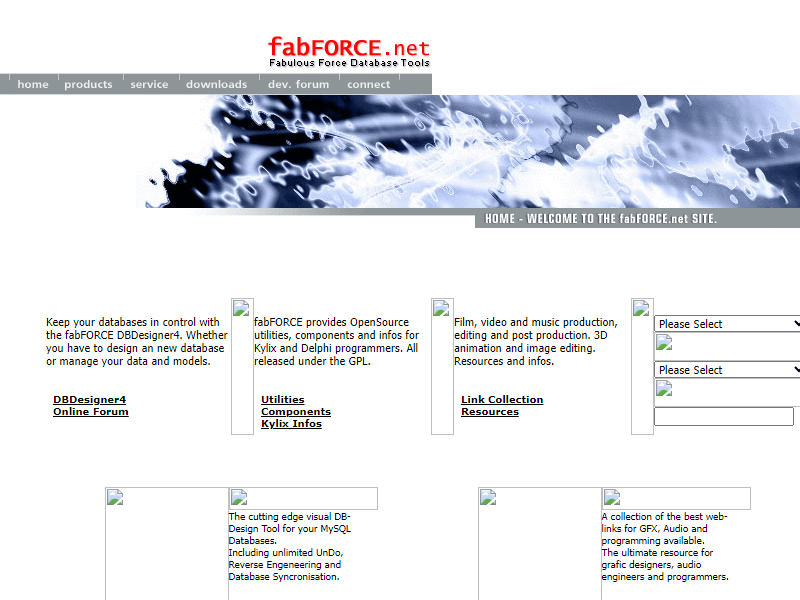 fabFORCE.net
Fabulous Force Database Tools
home products service downloads dev. forum connect
HOME - WELCOME TO THE fabFORCE.net SITE.
Keep your databases in control with
the fabFORCE DBDesigner4. Whether
you have to design an new database
or manage your data and models.
DBDesigner4
Online Forum
fabFORCE provides OpenSource
utilities, components and infos for
Kylix and Delphi programmers. All
released under the GPL.
Utilities
Components
Kylix Infos
Film, video and music production,
editing and post production. 3D
animation and image editing.
Resources and infos.
Link Collection
Resources
Please Select
Please Select
The cutting edge visual DB-
Design Tool for your MySQL
Databases.
Including unlimited UnDo,
Reverse Engeneering and
Database Syncronisation.
A collection of the best web-
links for GFX, Audio and
programming available.
The ultimate resource for
grafic designers, audio
engineers and programmers.